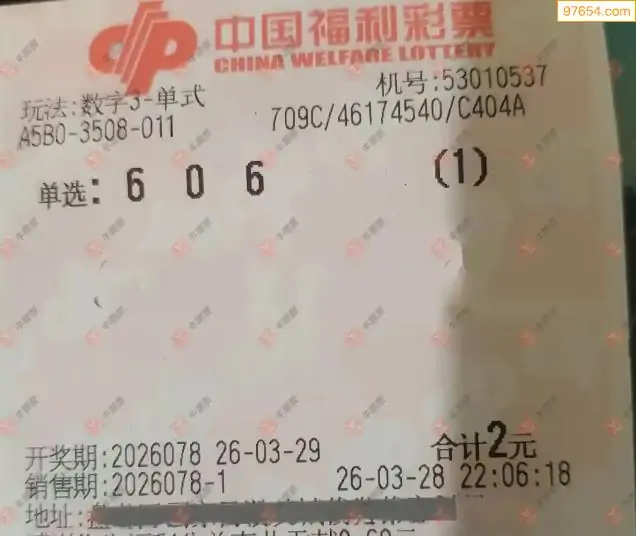 97654.com
中国福利彩票
CHINA WELFARE LOTTERY
机号:53010537
玩法:数字3-单式
A5B0-3508-011 709C/46174540/C404A
单选: 6 0 6 (1)
开奖期:2026078 26-03-29 合计2元
销售期:2026078-1 26-03-28 22:06:18
地址: